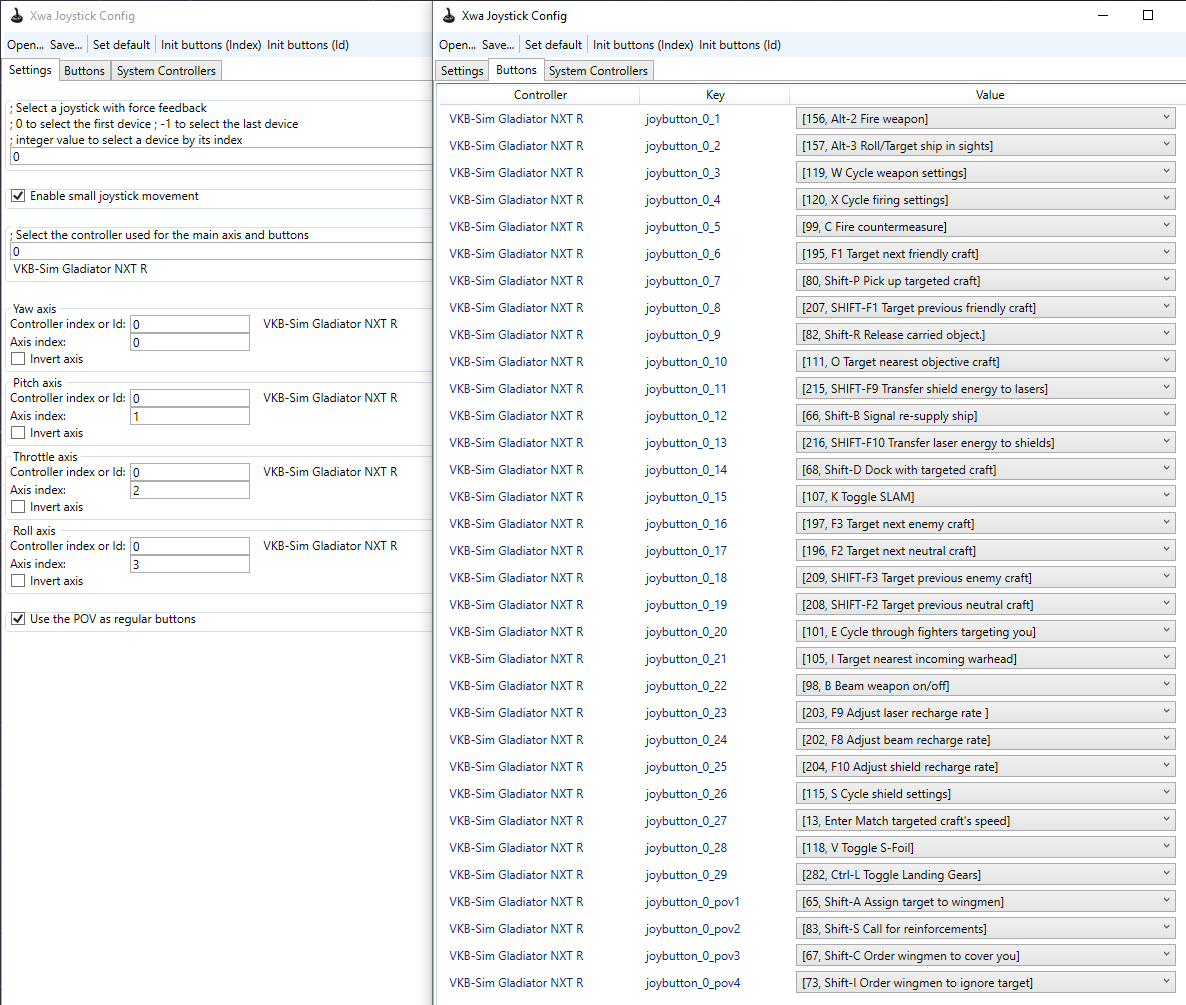 Xwa Joystick Config
Open... Save... Set default Init buttons (Index) Init buttons (Id)
Settings Buttons System Controllers
; Select a joystick with force feedback
; 0 to select the first device ; -1 to select the last device
; integer value to select a device by its index
0
Enable small joystick movement
; Select the controller used for the main axis and buttons
0
VKB-Sim Gladiator NXT R
Yaw axis
Controller index or Id: 0 VKB-Sim Gladiator NXT R
Axis index: 0
Invert axis
Pitch axis
Controller index or Id: 0 VKB-Sim Gladiator NXT R
Axis index: 1
Invert axis
Throttle axis
Controller index or Id: 0 VKB-Sim Gladiator NXT R
Axis index: 2
Invert axis
Roll axis
Controller index or Id: 0 VKB-Sim Gladiator NXT R
Axis index: 3
Invert axis
Use the POV as regular buttons
Xwa Joystick Config
Open... Save... Set default Init buttons (Index) Init buttons (Id)
Settings Buttons System Controllers
Controller Key Value
VKB-Sim Gladiator NXT R joybutton_0_1 [156, Alt-2 Fire weapon]
VKB-Sim Gladiator NXT R joybutton_0_2 [157, Alt-3 Roll/Target ship in sights]
VKB-Sim Gladiator NXT R joybutton_0_3 [119, W Cycle weapon settings]
VKB-Sim Gladiator NXT R joybutton_0_4 [120, X Cycle firing settings]
VKB-Sim Gladiator NXT R joybutton_0_5 [99, C Fire countermeasure]
VKB-Sim Gladiator NXT R joybutton_0_6 [195, F1 Target next friendly craft]
VKB-Sim Gladiator NXT R joybutton_0_7 [80, Shift-P Pick up targeted craft]
VKB-Sim Gladiator NXT R joybutton_0_8 [207, SHIFT-F1 Target previous friendly craft]
VKB-Sim Gladiator NXT R joybutton_0_9 [82, Shift-R Release carried object.]
VKB-Sim Gladiator NXT R joybutton_0_10 [111, O Target nearest objective craft]
VKB-Sim Gladiator NXT R joybutton_0_11 [215, SHIFT-F9 Transfer shield energy to lasers]
VKB-Sim Gladiator NXT R joybutton_0_12 [66, Shift-B Signal re-supply ship]
VKB-Sim Gladiator NXT R joybutton_0_13 [216, SHIFT-F10 Transfer laser energy to shields]
VKB-Sim Gladiator NXT R joybutton_0_14 [68, Shift-D Dock with targeted craft]
VKB-Sim Gladiator NXT R joybutton_0_15 [107, K Toggle SLAM]
VKB-Sim Gladiator NXT R joybutton_0_16 [197, F3 Target next enemy craft]
VKB-Sim Gladiator NXT R joybutton_0_17 [196, F2 Target next neutral craft]
VKB-Sim Gladiator NXT R joybutton_0_18 [209, SHIFT-F3 Target previous enemy craft]
VKB-Sim Gladiator NXT R joybutton_0_19 [208, SHIFT-F2 Target previous neutral craft]
VKB-Sim Gladiator NXT R joybutton_0_20 [101, E Cycle through fighters targeting you]
VKB-Sim Gladiator NXT R joybutton_0_21 [105, I Target nearest incoming warhead]
VKB-Sim Gladiator NXT R joybutton_0_22 [98, B Beam weapon on/off]
VKB-Sim Gladiator NXT R joybutton_0_23 [203, F9 Adjust laser recharge rate ]
VKB-Sim Gladiator NXT R joybutton_0_24 [202, F8 Adjust beam recharge rate]
VKB-Sim Gladiator NXT R joybutton_0_25 [204, F10 Adjust shield recharge rate]
VKB-Sim Gladiator NXT R joybutton_0_26 [115, S Cycle shield settings]
VKB-Sim Gladiator NXT R joybutton_0_27 [13, Enter Match targeted craft's speed]
VKB-Sim Gladiator NXT R joybutton_0_28 [118, V Toggle S-Foil]
VKB-Sim Gladiator NXT R joybutton_0_29 [282, Ctrl-L Toggle Landing Gears]
VKB-Sim Gladiator NXT R joybutton_0_pov1 [65, Shift-A Assign target to wingmen]
VKB-Sim Gladiator NXT R joybutton_0_pov2 [83, Shift-S Call for reinforcements]
VKB-Sim Gladiator NXT R joybutton_0_pov3 [67, Shift-C Order wingmen to cover you]
VKB-Sim Gladiator NXT R joybutton_0_pov4 [73, Shift-I Order wingmen to ignore target]